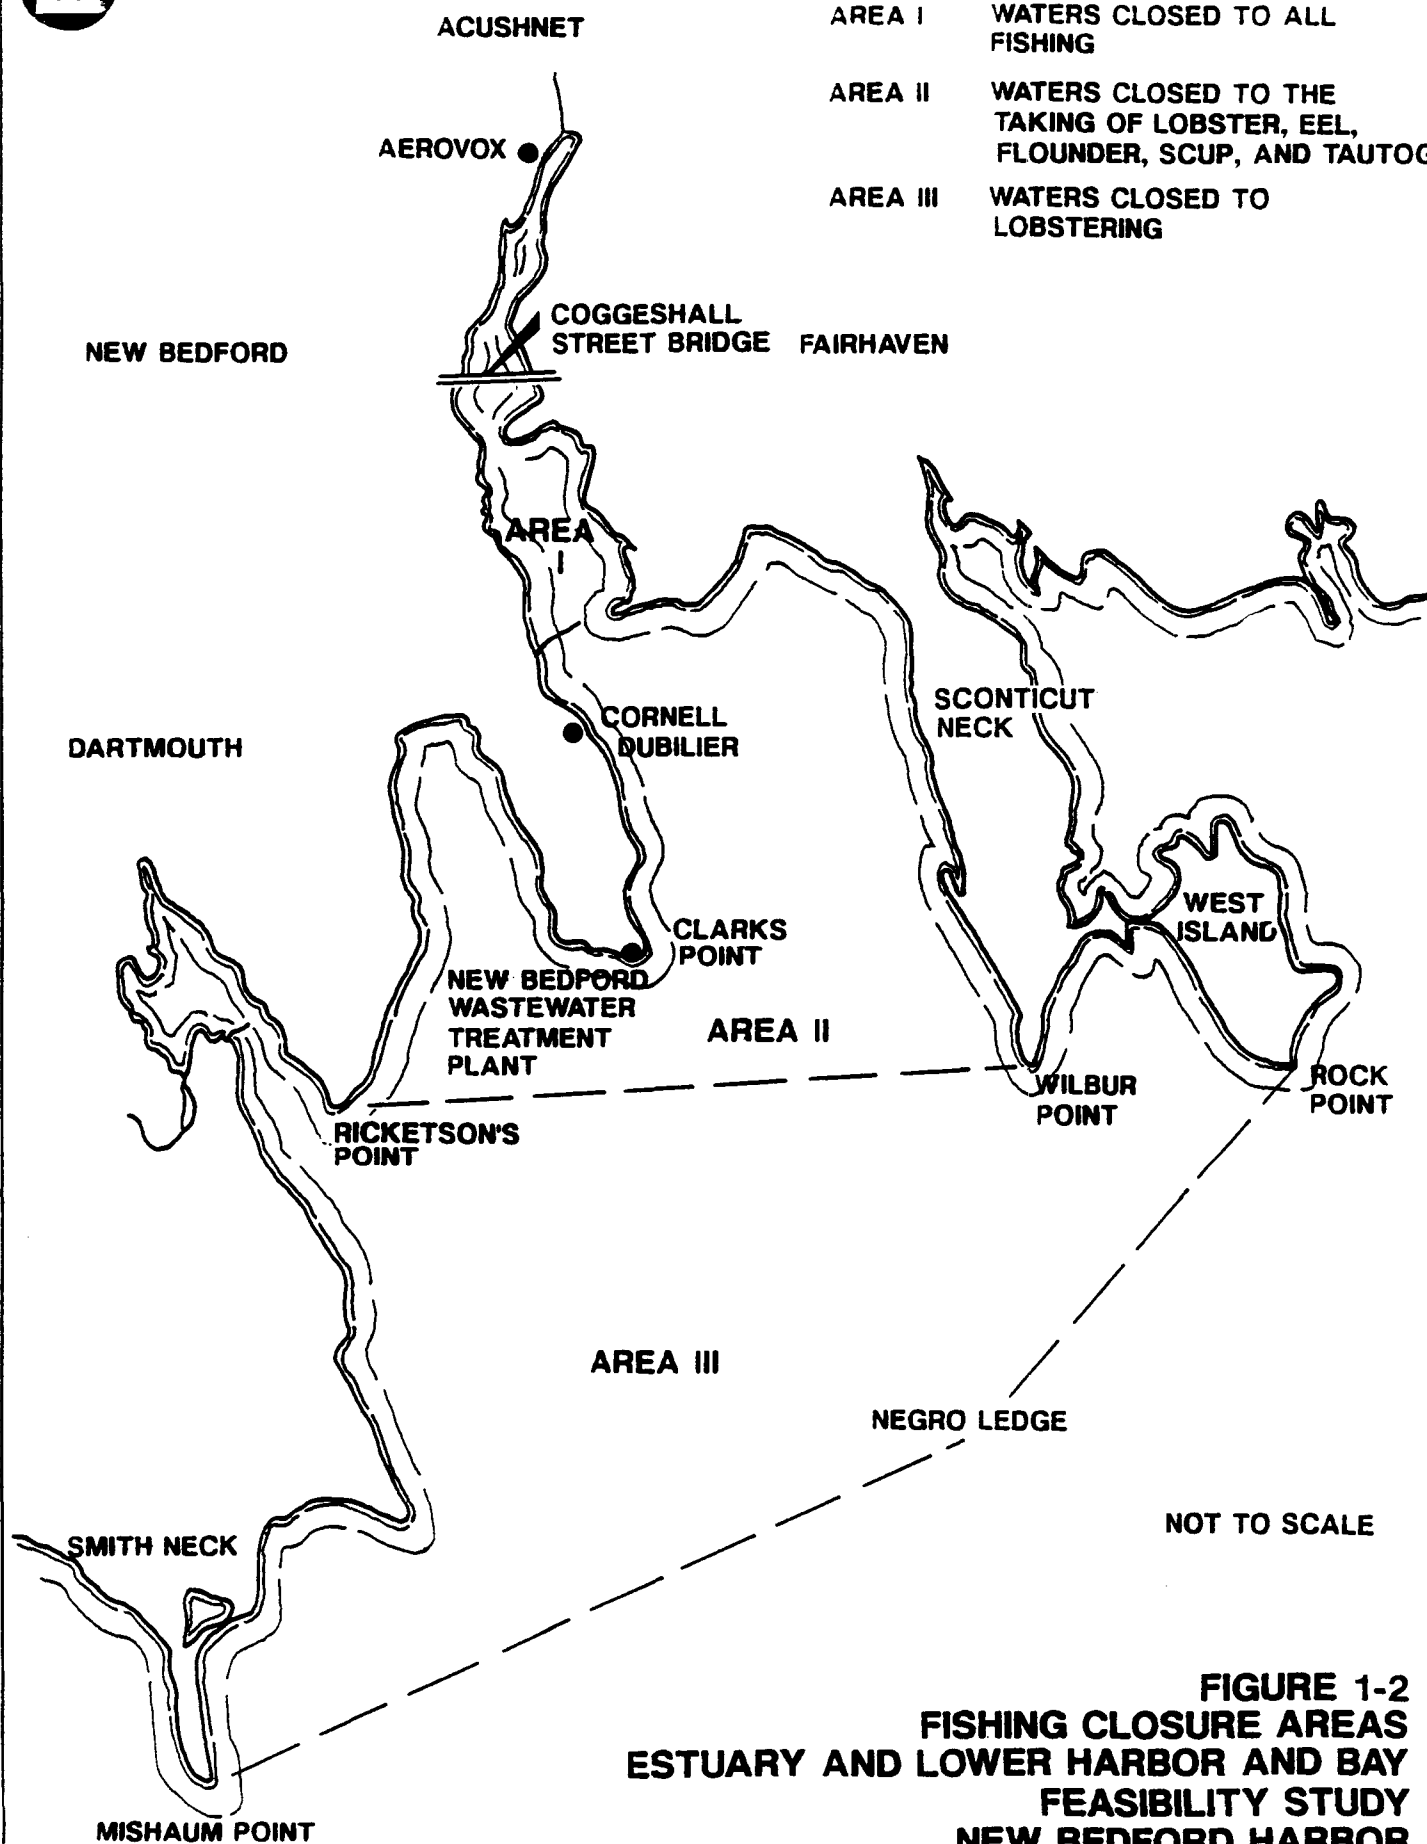 ACUSHNET
AREA I WATERS CLOSED TO ALL
FISHING
AREA II WATERS CLOSED TO THE
TAKING OF LOBSTER, EEL,
FLOUNDER, SCUP, AND TAUTOG
AREA III WATERS CLOSED TO
LOBSTERING
AEROVOX
COGGESHALL
STREET BRIDGE
FAIRHAVEN
NEW BEDFORD
AREA
I
SCONTICUT
NECK
CORNELL
DUBILIER
DARTMOUTH
WEST
ISLAND
CLARKS
POINT
NEW BEDFORD
WASTEWATER
TREATMENT
PLANT
AREA II
WILBUR
POINT
ROCK
POINT
RICKETSON'S
POINT
AREA III
NEGRO LEDGE
NOT TO SCALE
SMITH NECK
MISHAUM POINT
FIGURE 1-2
FISHING CLOSURE AREAS
ESTUARY AND LOWER HARBOR AND BAY
FEASIBILITY STUDY
NEW BEDFORD HARBOR